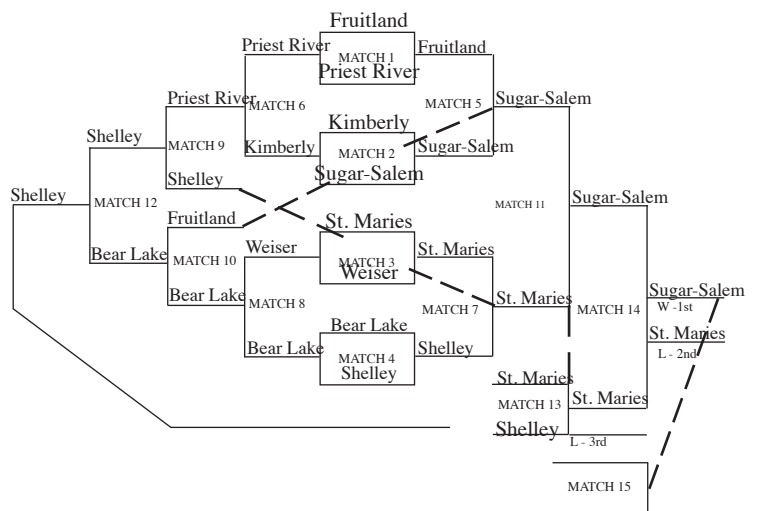 Fruitland
Priest River
MATCH 1
Fruitland
Priest River
Priest River
MATCH 6
MATCH 5
Sugar-Salem
Kimberly
Shelley
MATCH 9
Kimberly
MATCH 2
Sugar-Salem
Sugar-Salem
Shelley
Shelley
MATCH 12
MATCH 11
Sugar-Salem
Fruitland
St. Maries
Bear Lake
MATCH 10
Weiser
MATCH 3
St. Maries
Weiser
Bear Lake
MATCH 8
MATCH 7
St. Maries
MATCH 14
Sugar-Salem
W -1st
Bear Lake
St. Maries
Bear Lake
MATCH 4
Shelley
L - 2nd
Shelley
St. Maries
MATCH 13
St. Maries
Shelley
L - 3rd
MATCH 15